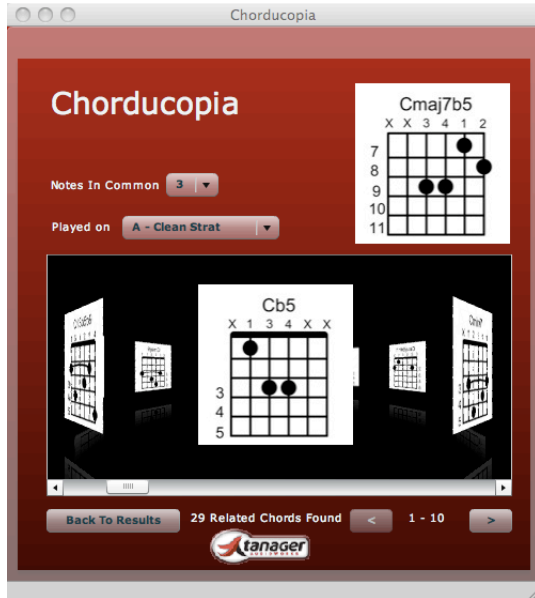 Chorducopia
Chorducopia
Cmaj7b5
X X 3 4 1 2
7
8
9
10
11
Notes In Common 3
Played on A - Clean Strat
Cb5
X 1 3 4 X X
3
4
5
Back To Results 29 Related Chords Found < 1 - 10 >
tanager